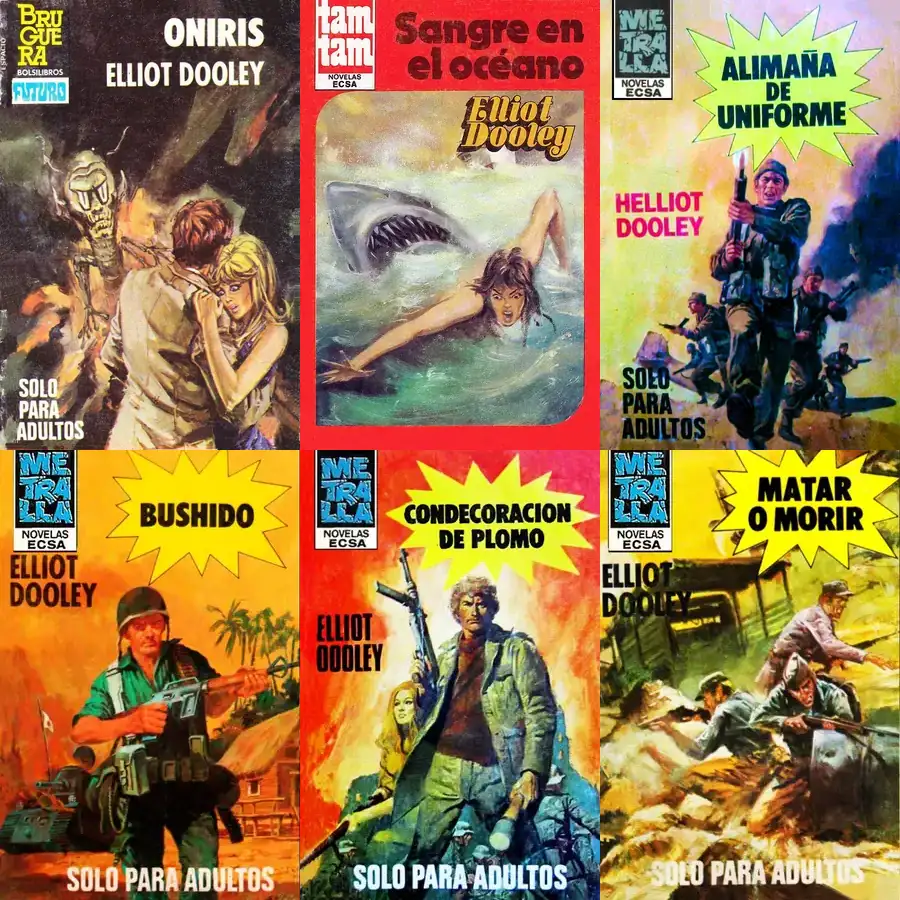 ESPACIO
BRU
GUE
RA
BOLSILIBROS
FUTURO
ONIRIS
ELLIOT DOOLEY
SOLO
PARA
ADULTOS
tam
tam
NOVELAS
ECSA
Sangre en
el océano
Elliot
Dooley
METRALLA
NOVELAS
ECSA
ALIMAÑA
DE
UNIFORME
HELLIOT
DOOLEY
SOLO
PARA
ADULTOS
ME
TRA
LLA
NOVELAS
ECSA
BUSHIDO
ELLIOT
DOOLEY
SOLO PARA ADULTOS
ME
TRA
LLA
NOVELAS
ECSA
CONDECORACION
DE PLOMO
ELLIOT
DOOLEY
SOLO PARA ADULTOS
ME
TRA
LLA
NOVELAS
ECSA
MATAR
O MORIR
ELLIOT
DOOLEY
SOLO PARA ADULTOS